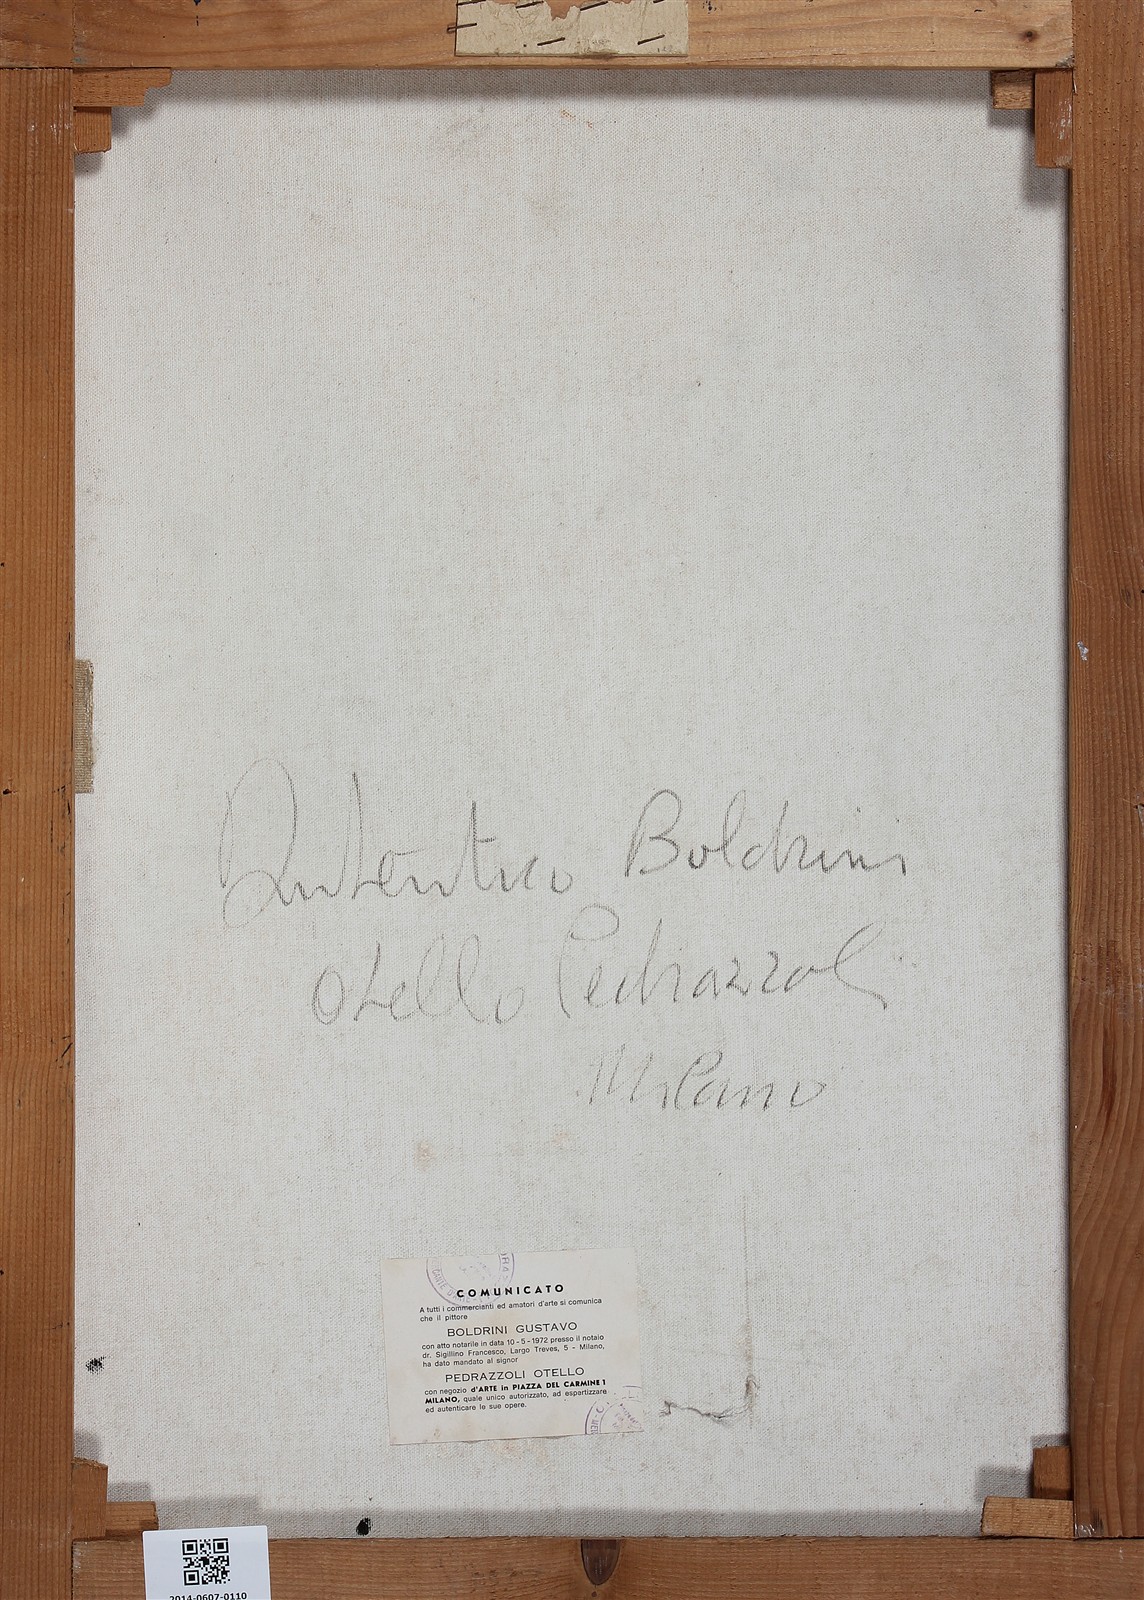 Autentico Boldrini
Otello Pedrazzoli
Milano
COMUNICATO
A tutti i commercianti ed amatori d'arte si comunica
che il pittore
BOLDRINI GUSTAVO
con atto notarile in data 10-5-1972 presso il notaio
dr. Sigillino Francesco, Largo Treves, 5 - Milano,
ha dato mandato al signor
PEDRAZZOLI OTELLO
con negozio d'ARTE in PIAZZA DEL CARMINE 1
MILANO, quale unico autorizzato, ad espertizzare
ed autenticare le sue opere.
2014-0607-0110